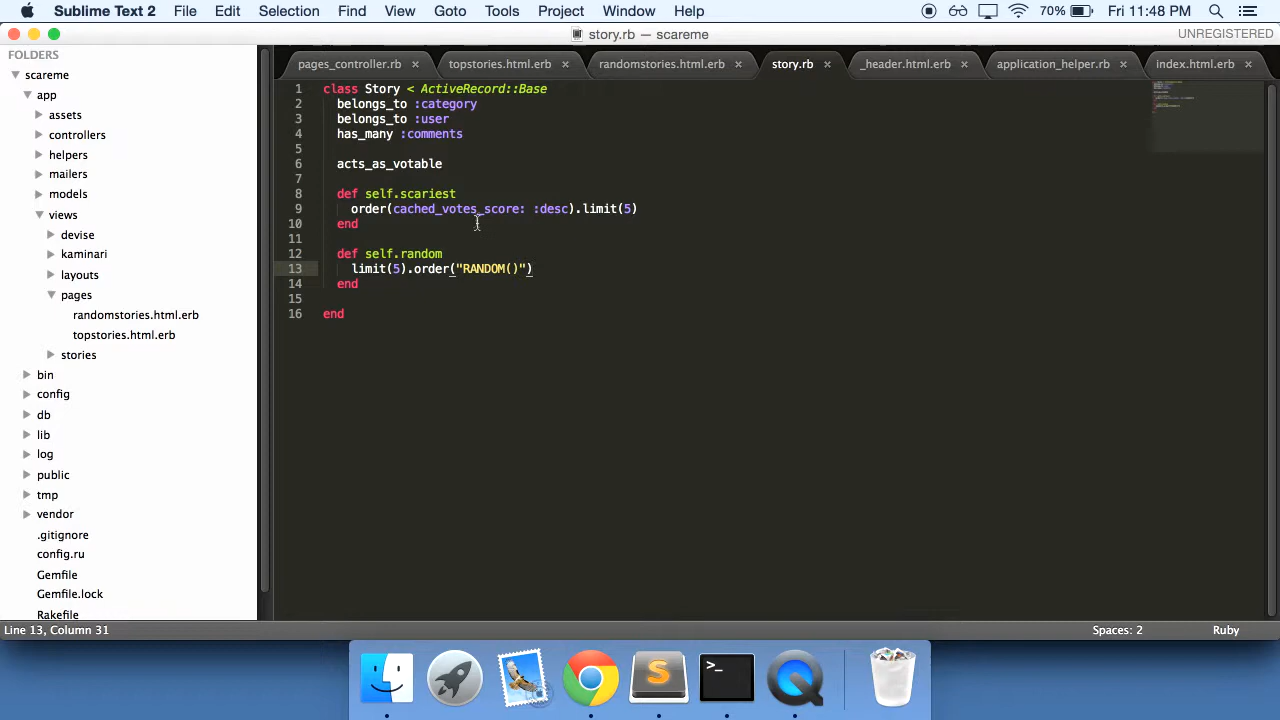 Sublime Text 2 File Edit Selection Find View Goto Tools Project Window Help 70% Fri 11:48 PM
story.rb — scareme UNREGISTERED
FOLDERS
scareme
app
assets
controllers
helpers
mailers
models
views
devise
kaminari
layouts
pages
randomstories.html.erb
topstories.html.erb
stories
bin
config
db
lib
log
public
tmp
vendor
.gitignore
config.ru
Gemfile
Gemfile.lock
Rakefile
pages_controller.rb × topstories.html.erb × randomstories.html.erb × story.rb × _header.html.erb × application_helper.rb × index.html.erb ×
1 class Story < ActiveRecord::Base
2 belongs_to :category
3 belongs_to :user
4 has_many :comments
5
6 acts_as_votable
7
8 def self.scariest
9 order(cached_votes_score: :desc).limit(5)
10 end
11
12 def self.random
13 limit(5).order("RANDOM()")
14 end
15
16 end
Line 13, Column 31 Spaces: 2 Ruby
S
>_